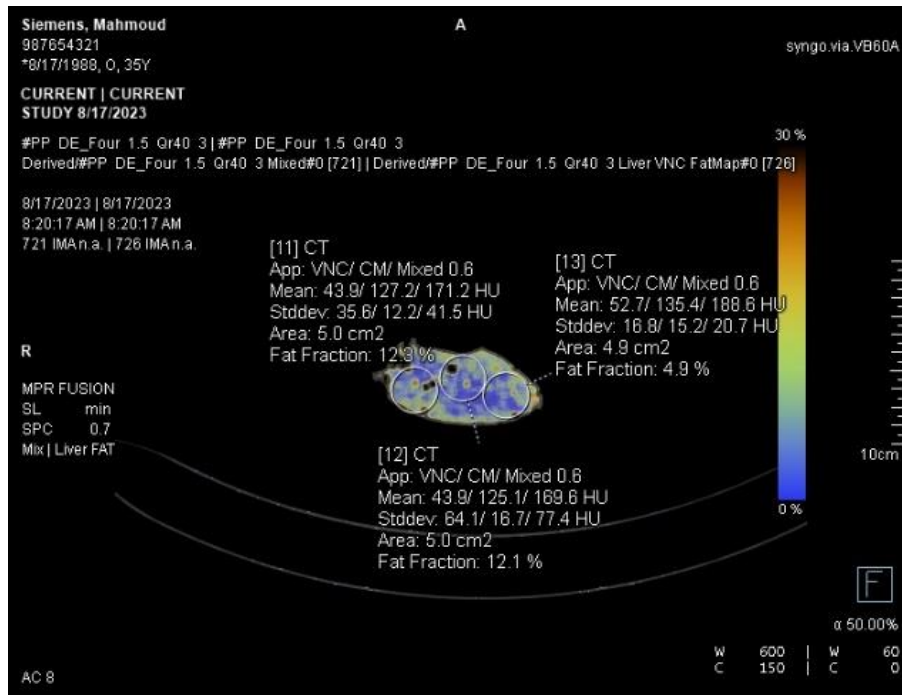 Siemens, Mahmoud
987654321
*8/17/1988, O, 35Y
CURRENT | CURRENT
STUDY 8/17/2023
#PP DE_Four 1.5 Qr40 3 | #PP DE_Four 1.5 Qr40 3
Derived/#PP DE_Four 1.5 Qr40 3 Mixed#0 [721] | Derived/#PP DE_Four 1.5 Qr40 3 Liver VNC FatMap#0 [726]
8/17/2023 | 8/17/2023
8:20:17 AM | 8:20:17 AM
721 IMA n.a. | 726 IMA n.a.
A
syngo.via.VB60A
30 %
[11] CT
App: VNC/ CM/ Mixed 0.6
Mean: 43.9/ 127.2/ 171.2 HU
Stddev: 35.6/ 12.2/ 41.5 HU
Area: 5.0 cm2
Fat Fraction: 12.3 %
[13] CT
App: VNC/ CM/ Mixed 0.6
Mean: 52.7/ 135.4/ 188.6 HU
Stddev: 16.8/ 15.2/ 20.7 HU
Area: 4.9 cm2
Fat Fraction: 4.9 %
R
MPR FUSION
SL min
SPC 0.7
Mix | Liver FAT
[12] CT
App: VNC/ CM/ Mixed 0.6
Mean: 43.9/ 125.1/ 169.6 HU
Stddev: 64.1/ 16.7/ 77.4 HU
Area: 5.0 cm2
Fat Fraction: 12.1 %
10cm
0 %
F
α 50.00%
W 600 | W 60
C 150 | C 0
AC 8